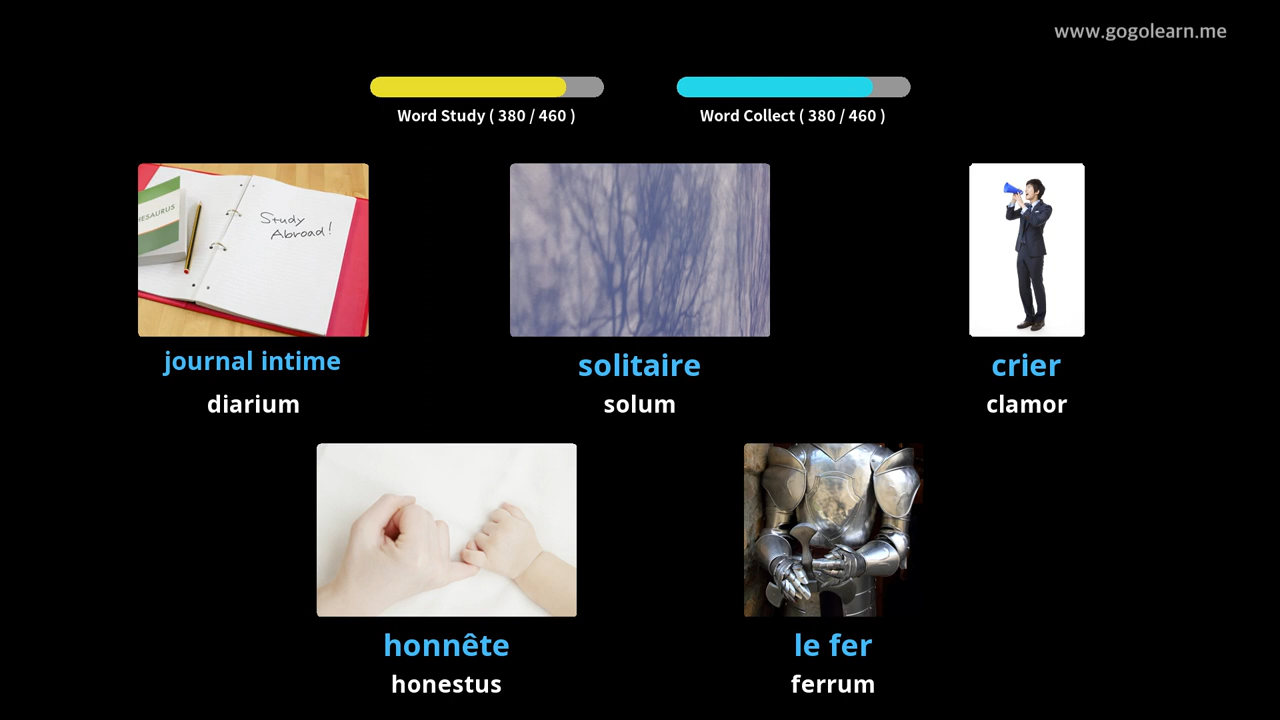 www.gogolearn.me
Word Study ( 380 / 460 )
Word Collect ( 380 / 460 )
HESAURUS
Study
Abroad!
journal intime
solitaire
crier
diarium
solum
clamor
honnête
le fer
honestus
ferrum